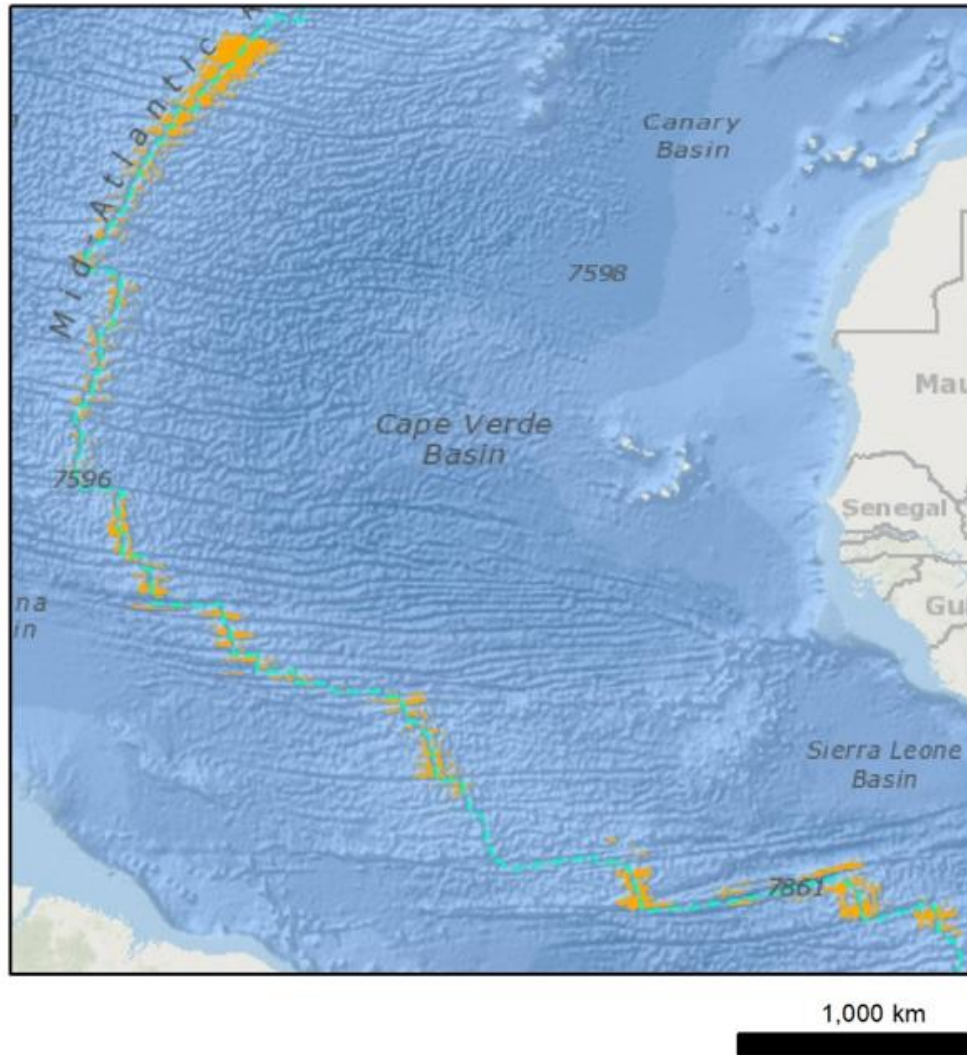 Mid-Atlantic
Canary
Basin
7598
Mau
Cape Verde
Basin
7596
Senegal
na
in
Gu
Sierra Leone
Basin
7861
1,000 km